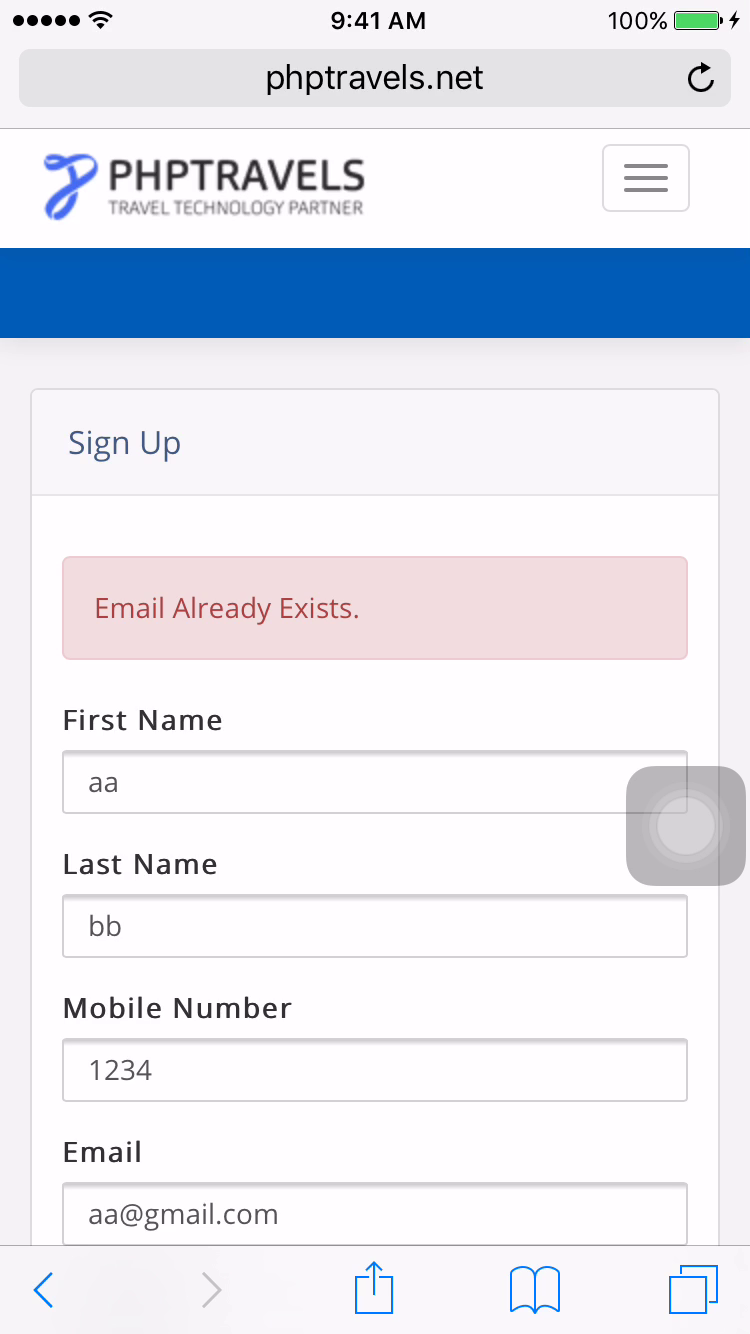 9:41 AM
100%
phptravels.net
PHPTRAVELS
TRAVEL TECHNOLOGY PARTNER
Sign Up
Email Already Exists.
First Name
aa
Last Name
bb
Mobile Number
1234
Email
aa@gmail.com